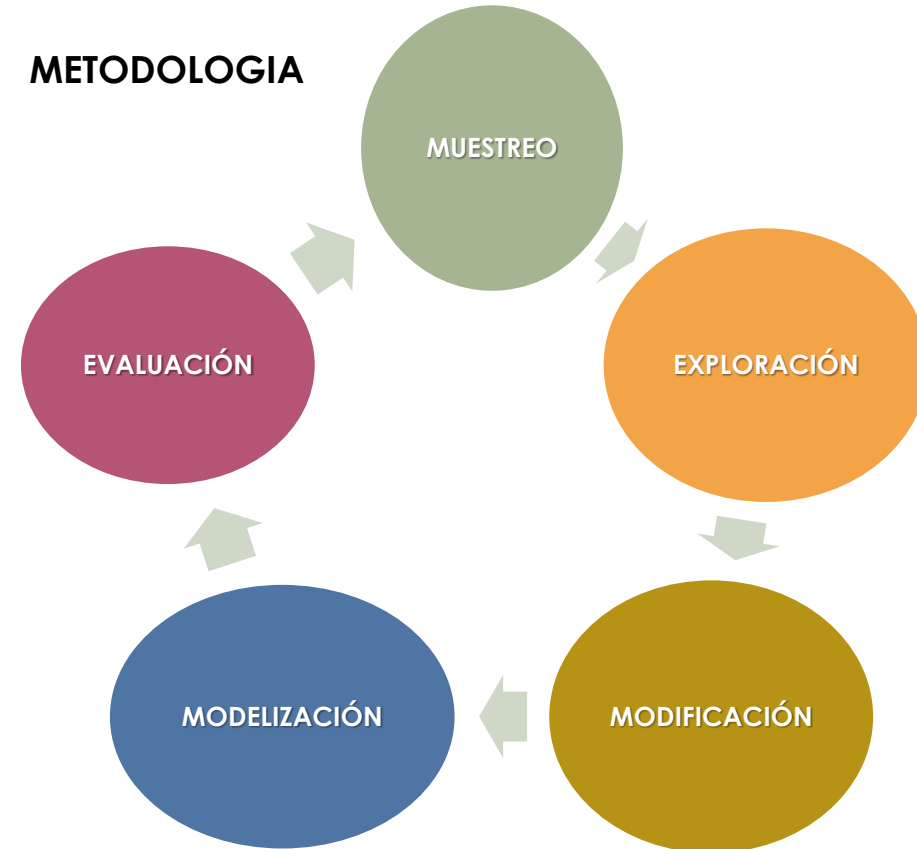 METODOLOGIA
MUESTREO
EXPLORACIÓN
MODIFICACIÓN
MODELIZACIÓN
EVALUACIÓN